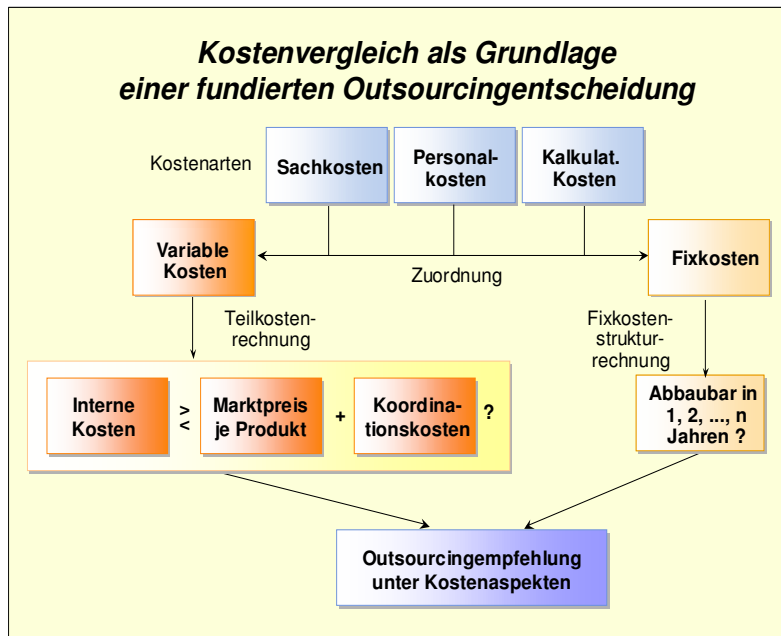 Kostenvergleich als Grundlage
einer fundierten Outsourcingentscheidung
Kostenarten
Sachkosten
Personal-
kosten
Kalkulat.
Kosten
Variable
Kosten
Zuordnung
Fixkosten
Teilkosten-
rechnung
Fixkosten-
struktur-
rechnung
Interne
Kosten
>
<
Marktpreis
je Produkt
+
Koordina-
tionskosten
?
Abbaubar in
1, 2, ..., n
Jahren ?
Outsourcingempfehlung
unter Kostenaspekten